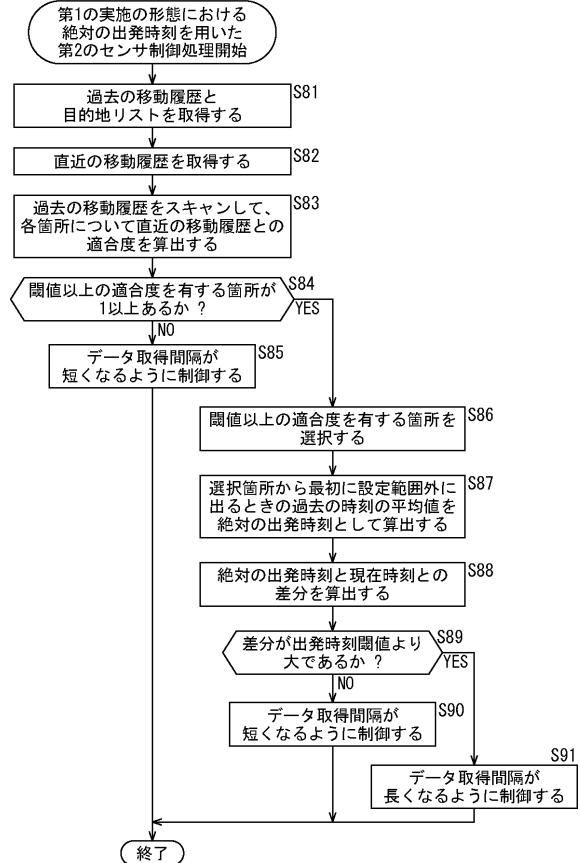 第1の実施の形態における
絶対の出発時刻を用いた
第2のセンサ制御処理開始
S81
過去の移動履歴と
目的地リストを取得する
S82
直近の移動履歴を取得する
S83
過去の移動履歴をスキャンして、
各箇所について直近の移動履歴との
適合度を算出する
S84
閾値以上の適合度を有する箇所が
1以上あるか ?
YES
NO
S85
データ取得間隔が
短くなるように制御する
S86
閾値以上の適合度を有する箇所を
選択する
S87
選択箇所から最初に設定範囲外に
出るときの過去の時刻の平均値を
絶対の出発時刻として算出する
S88
絶対の出発時刻と現在時刻との
差分を算出する
S89
差分が出発時刻閾値より
大であるか ?
YES
NO
S90
データ取得間隔が
短くなるように制御する
S91
データ取得間隔が
長くなるように制御する
終了